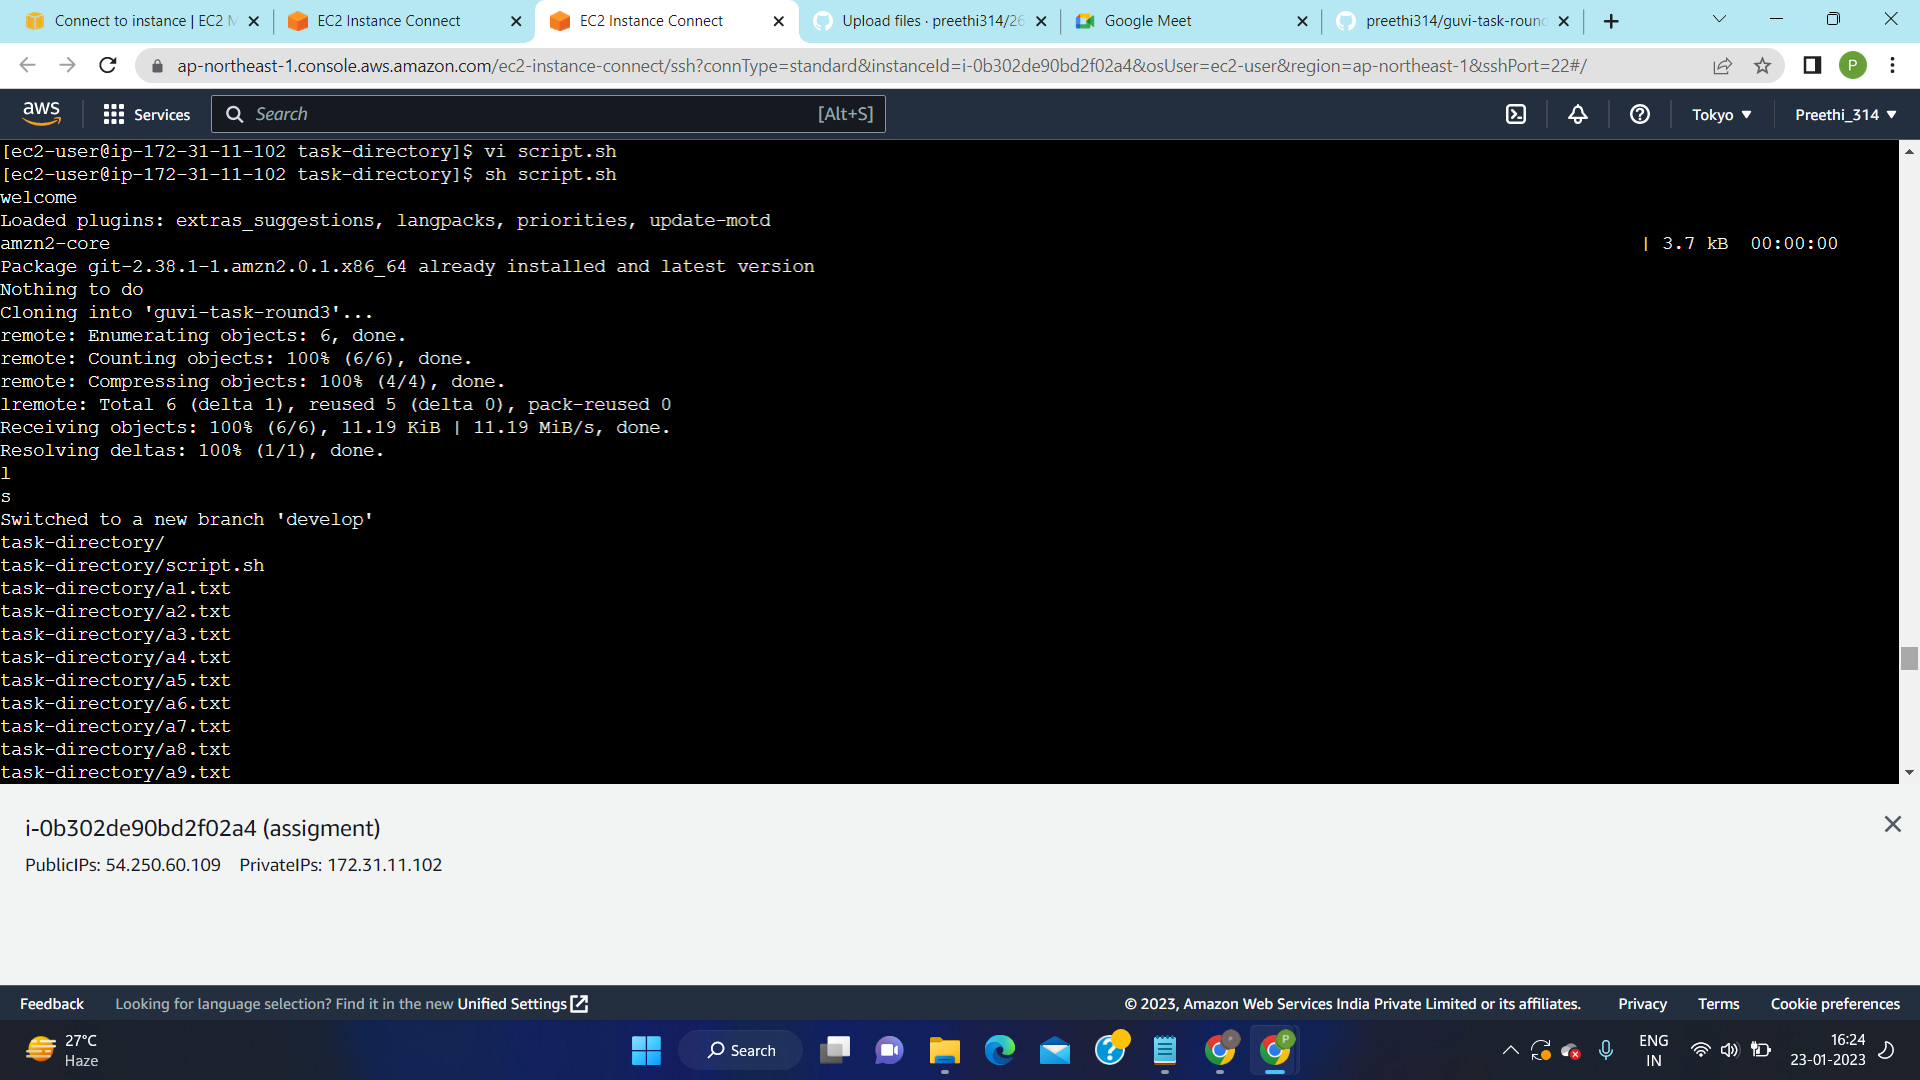 Connect to instance | EC2 M
EC2 Instance Connect
EC2 Instance Connect
Upload files · preethi314/26
Google Meet
preethi314/guvi-task-round
ap-northeast-1.console.aws.amazon.com/ec2-instance-connect/ssh?connType=standard&instanceId=i-0b302de90bd2f02a4&osUser=ec2-user&region=ap-northeast-1&sshPort=22#/
P
aws
Services
Search
[Alt+S]
Tokyo ▼
Preethi_314 ▼
[ec2-user@ip-172-31-11-102 task-directory]$ vi script.sh
[ec2-user@ip-172-31-11-102 task-directory]$ sh script.sh
welcome
Loaded plugins: extras_suggestions, langpacks, priorities, update-motd
amzn2-core | 3.7 kB 00:00:00
Package git-2.38.1-1.amzn2.0.1.x86_64 already installed and latest version
Nothing to do
Cloning into 'guvi-task-round3'...
remote: Enumerating objects: 6, done.
remote: Counting objects: 100% (6/6), done.
remote: Compressing objects: 100% (4/4), done.
lremote: Total 6 (delta 1), reused 5 (delta 0), pack-reused 0
Receiving objects: 100% (6/6), 11.19 KiB | 11.19 MiB/s, done.
Resolving deltas: 100% (1/1), done.
l
s
Switched to a new branch 'develop'
task-directory/
task-directory/script.sh
task-directory/a1.txt
task-directory/a2.txt
task-directory/a3.txt
task-directory/a4.txt
task-directory/a5.txt
task-directory/a6.txt
task-directory/a7.txt
task-directory/a8.txt
task-directory/a9.txt
i-0b302de90bd2f02a4 (assigment)
PublicIPs: 54.250.60.109 PrivateIPs: 172.31.11.102
Feedback
Looking for language selection? Find it in the new Unified Settings
© 2023, Amazon Web Services India Private Limited or its affiliates.
Privacy
Terms
Cookie preferences
27°C
Haze
Search
P
P
ENG
IN
16:24
23-01-2023